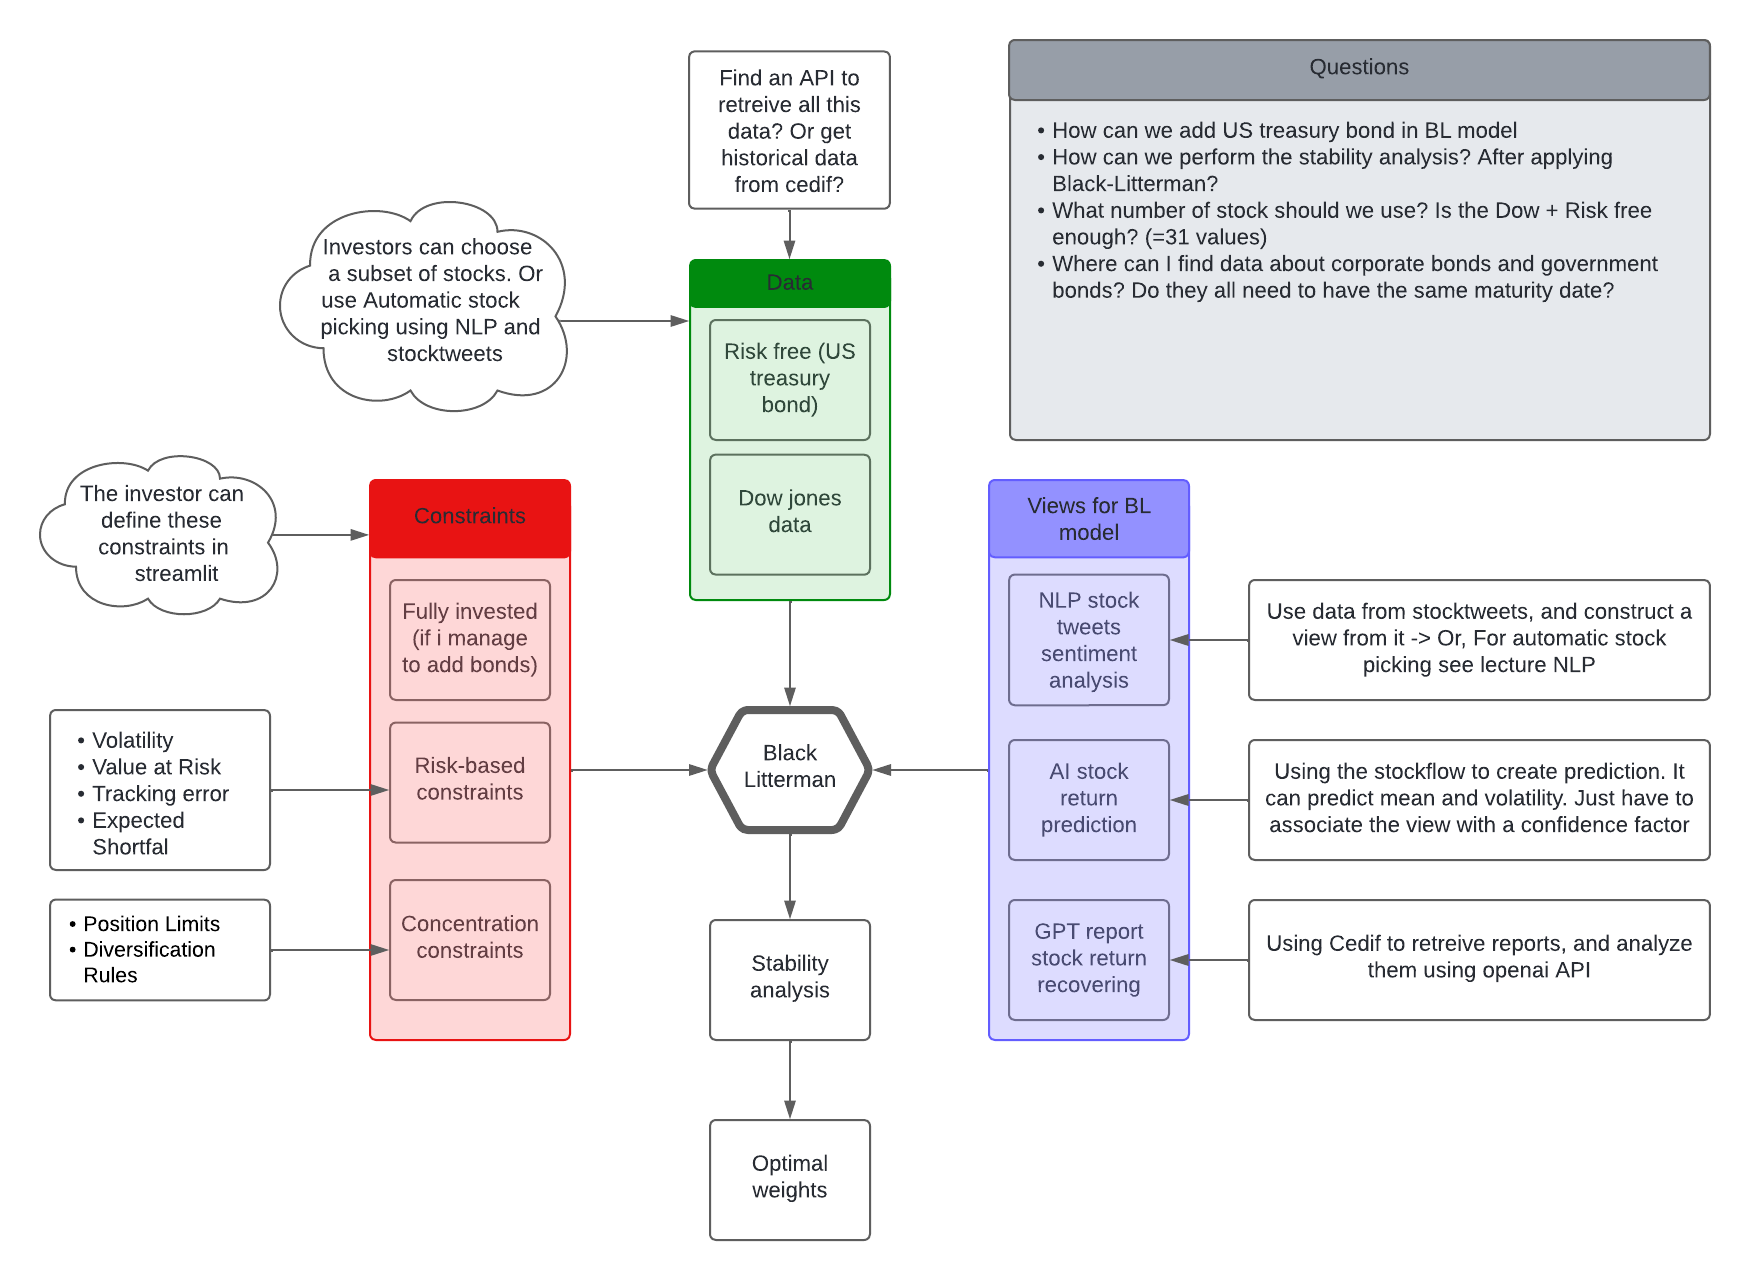 Find an API to
retreive all this
data? Or get
historical data
from cedif?
Questions
• How can we add US treasury bond in BL model
• How can we perform the stability analysis? After applying
Black-Litterman?
• What number of stock should we use? Is the Dow + Risk free
enough? (=31 values)
• Where can I find data about corporate bonds and government
bonds? Do they all need to have the same maturity date?
Investors can choose
a subset of stocks. Or
use Automatic stock
picking using NLP and
stocktweets
Data
Risk free (US
treasury
bond)
Dow jones
data
The investor can
define these
constraints in
streamlit
Constraints
Fully invested
(if i manage
to add bonds)
Risk-based
constraints
Concentration
constraints
• Volatility
• Value at Risk
• Tracking error
• Expected
Shortfal
• Position Limits
• Diversification
Rules
Black
Litterman
Stability
analysis
Optimal
weights
Views for BL
model
NLP stock
tweets
sentiment
analysis
AI stock
return
prediction
GPT report
stock return
recovering
Use data from stocktweets, and construct a
view from it -> Or, For automatic stock
picking see lecture NLP
Using the stockflow to create prediction. It
can predict mean and volatility. Just have to
associate the view with a confidence factor
Using Cedif to retreive reports, and analyze
them using openai API